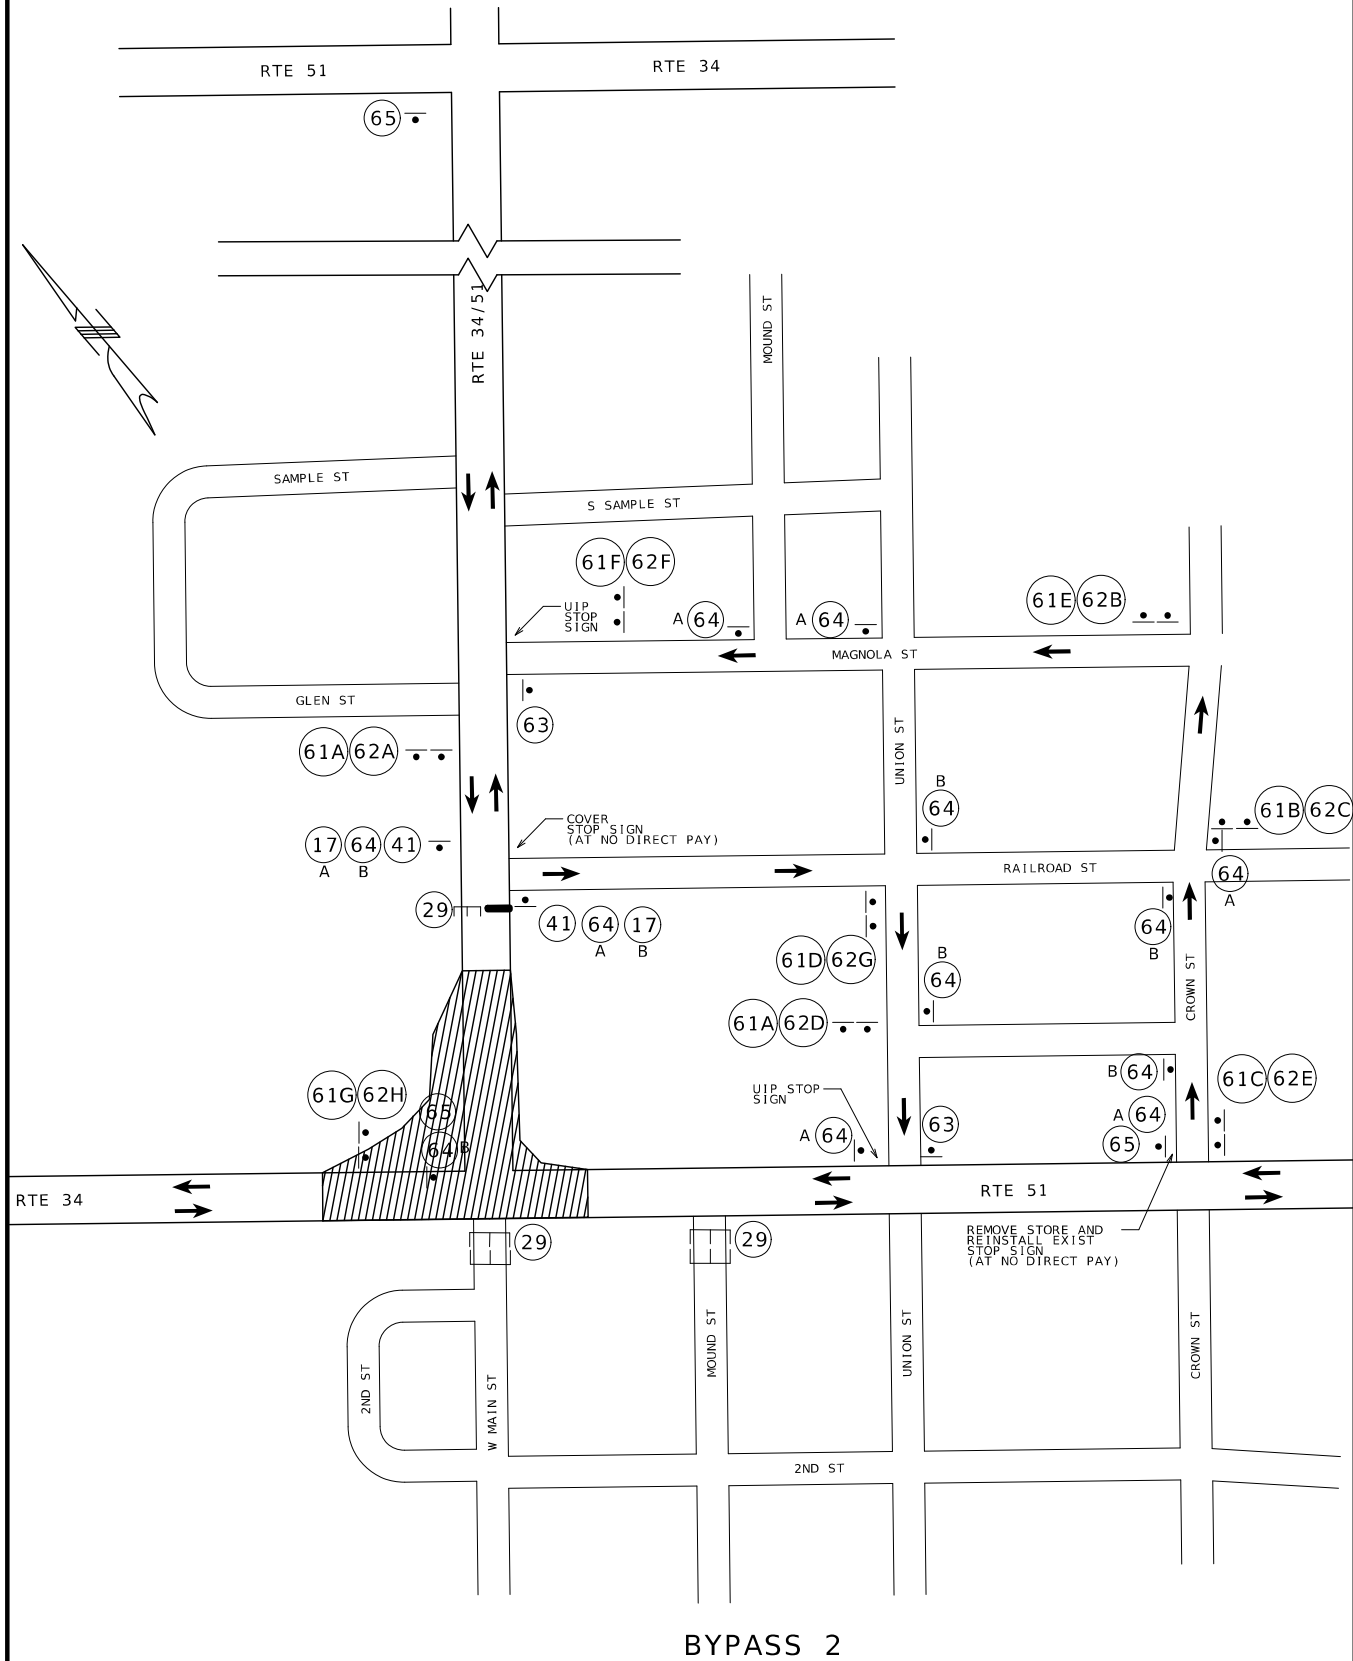 RTE 51
RTE 34
65
RTE 34/51
MOUND ST
SAMPLE ST
S SAMPLE ST
61F 62F
61E 62B
UIP
STOP
SIGN
A 64
A 64
MAGNOLA ST
GLEN ST
63
61A 62A
UNION ST
B
64
61B 62C
COVER
STOP SIGN
(AT NO DIRECT PAY)
17 64 41
A B
RAILROAD ST
64
A
29
41 64 17
A B
64
B
61D 62G
B
64
CROWN ST
61A 62D
B 64
61C 62E
61G 62H
65
64 B
UIP STOP
SIGN
A 64
63
A 64
65
RTE 34
RTE 51
REMOVE STORE AND
REINSTALL EXIST
STOP SIGN
(AT NO DIRECT PAY)
29
29
2ND ST
W MAIN ST
MOUND ST
UNION ST
CROWN ST
2ND ST
BYPASS 2